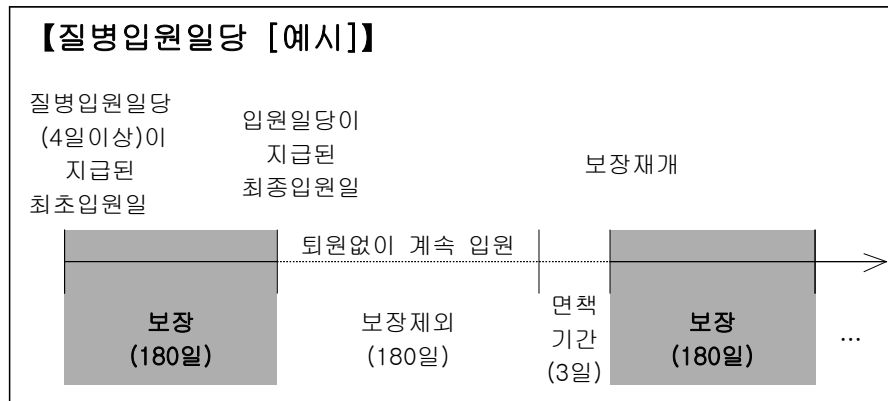 【질병입원일당 [예시]】
질병입원일당
(4일이상)이
지급된
최초입원일
입원일당이
지급된
최종입원일
보장재개
퇴원없이 계속 입원
보장
(180일)
보장제외
(180일)
면책
기간
(3일)
보장
(180일)
…